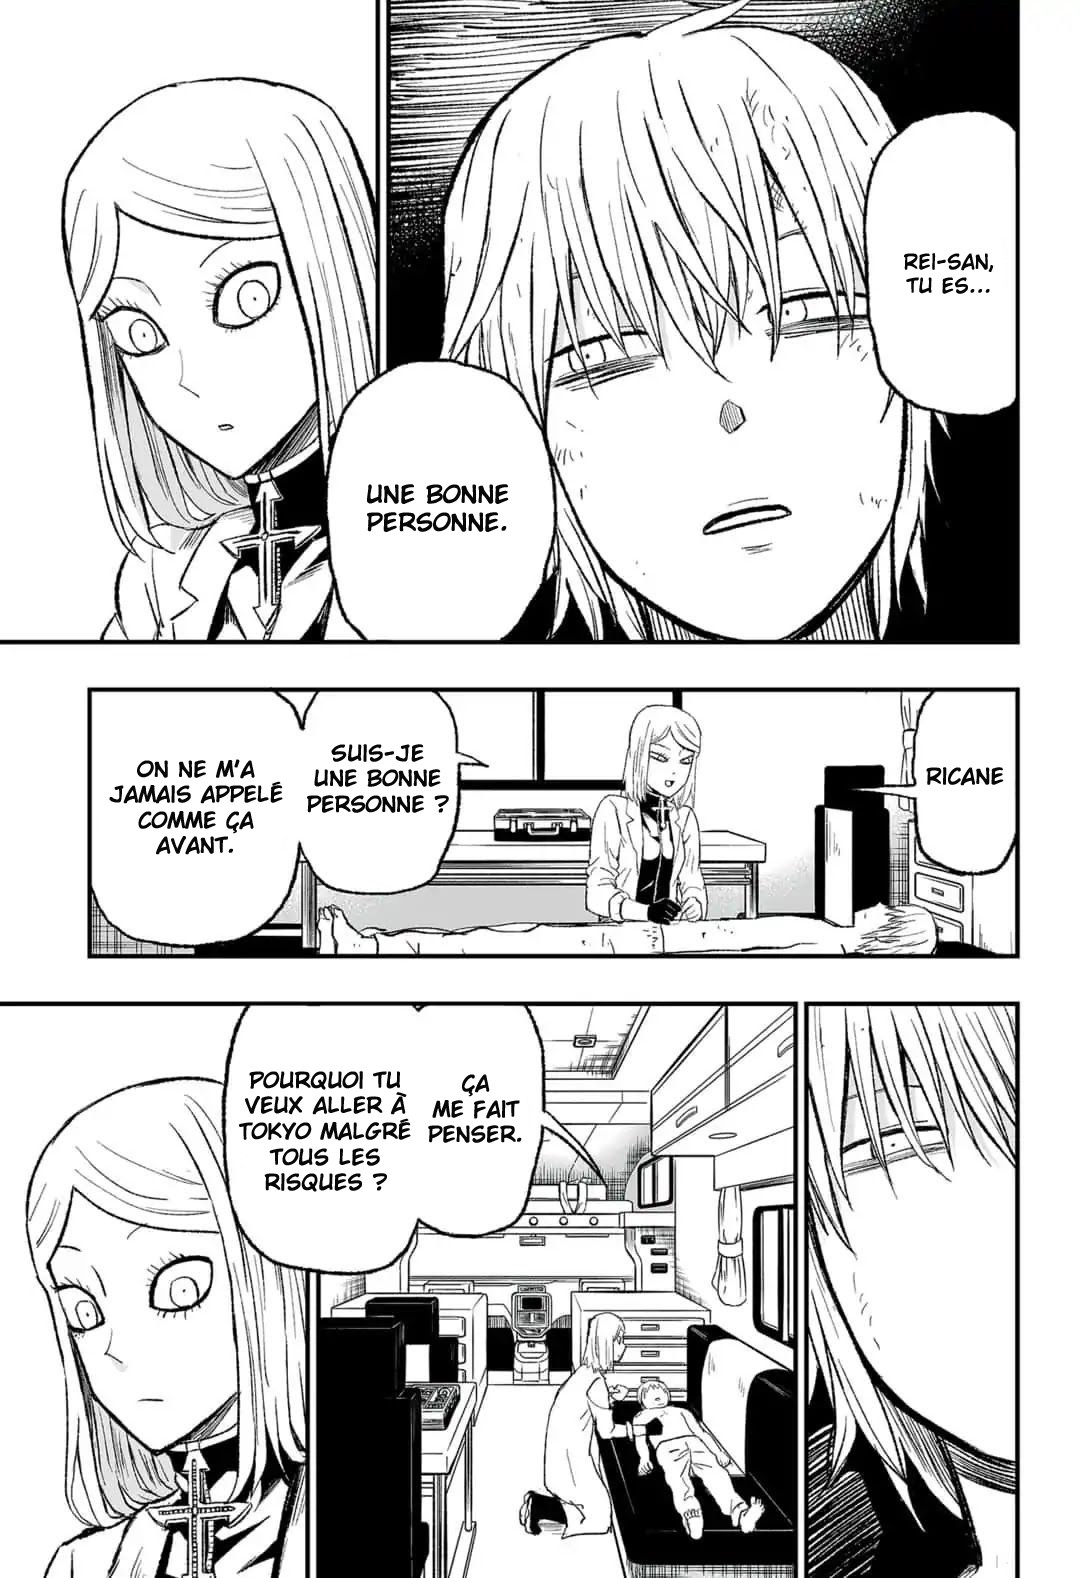 REI-SAN,
TU ES...
UNE BONNE
PERSONNE.
RICANE
SUIS-JE
UNE BONNE
PERSONNE ?
ON NE M'A
JAMAIS APPELÉ
COMME ÇA
AVANT.
ÇA
ME FAIT
PENSER.
POURQUOI TU
VEUX ALLER À
TOKYO MALGRÉ
TOUS LES
RISQUES ?